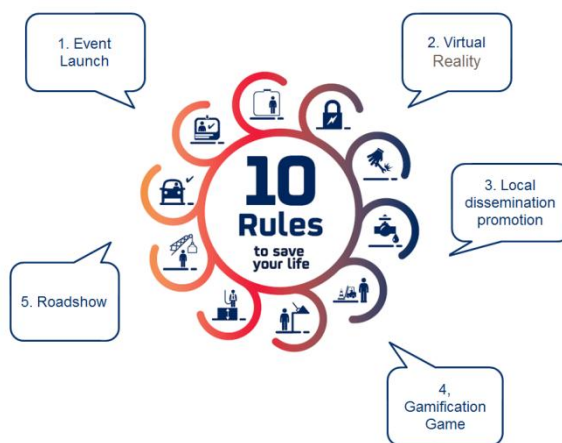 1. Event
Launch
2. Virtual
Reality
10
Rules
to save
your life
3. Local
dissemination
promotion
5. Roadshow
4,
Gamification
Game